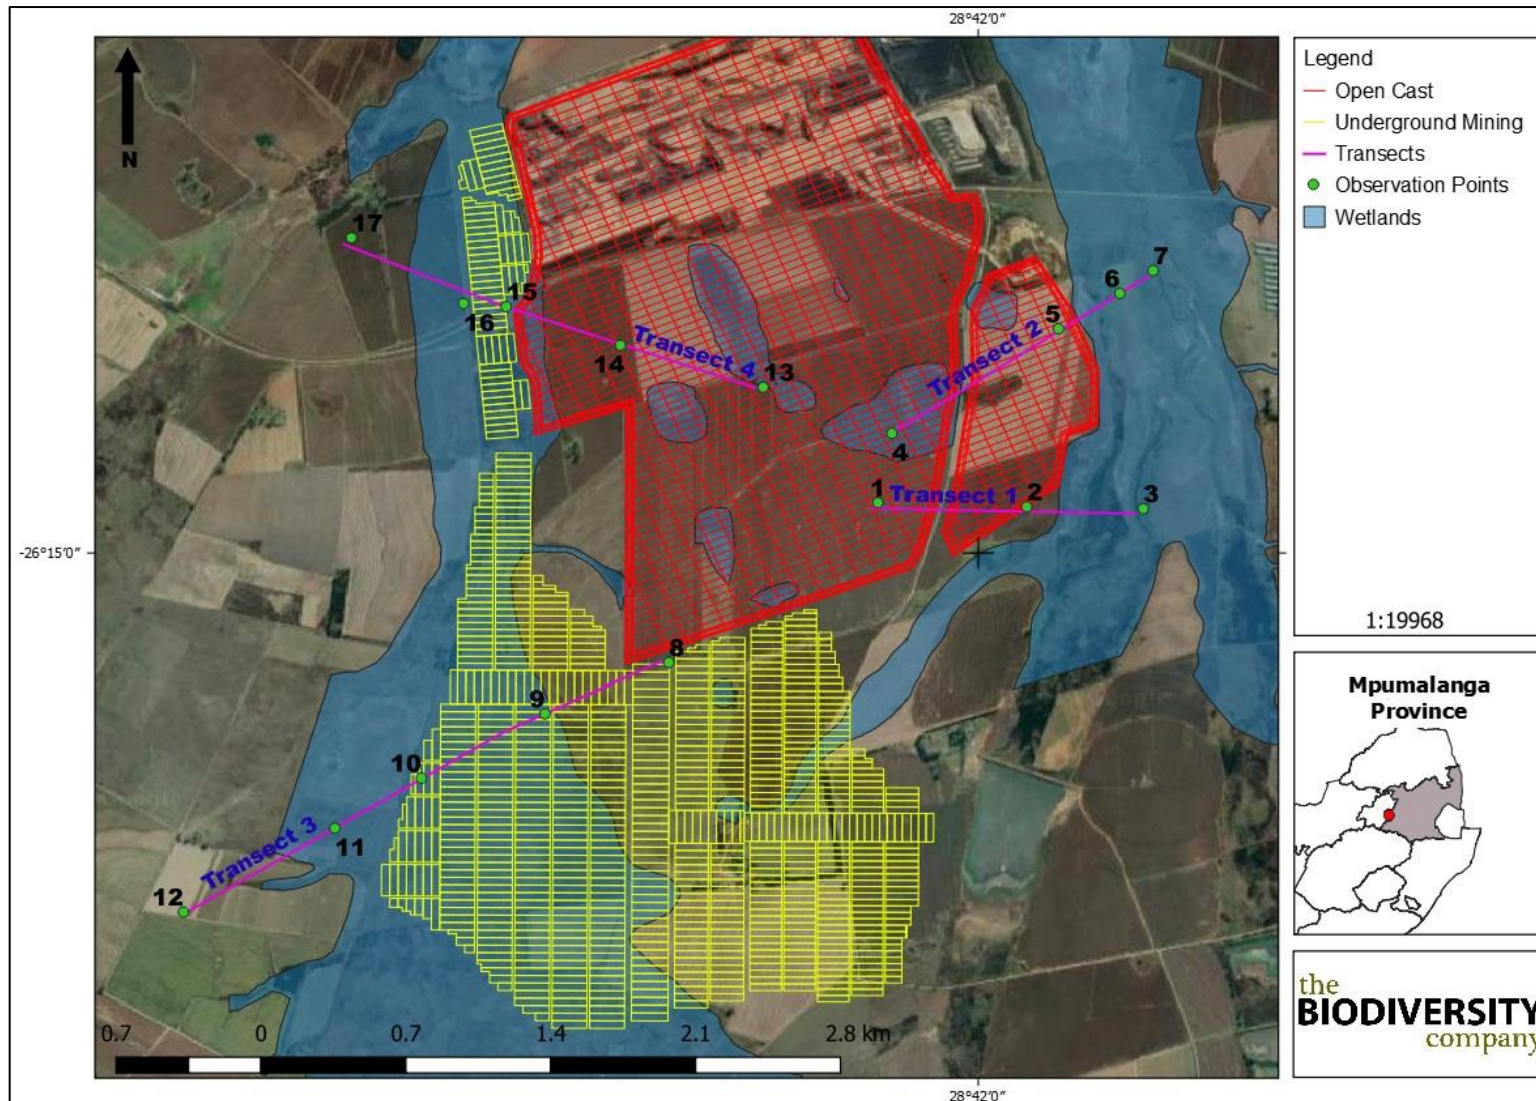 28°42'0"
Legend
Open Cast
Underground Mining
Transects
Observation Points
Wetlands
1:19968
N
17
16
15
14
Transect 4
13
Transect 2
5
6
7
4
1
Transect 1
2
3
-26°15'0"
8
9
10
11
Transect 3
12
0.7 0 0.7 1.4 2.1 2.8 km
28°42'0"
Mpumalanga
Province
the
BIODIVERSITY
company